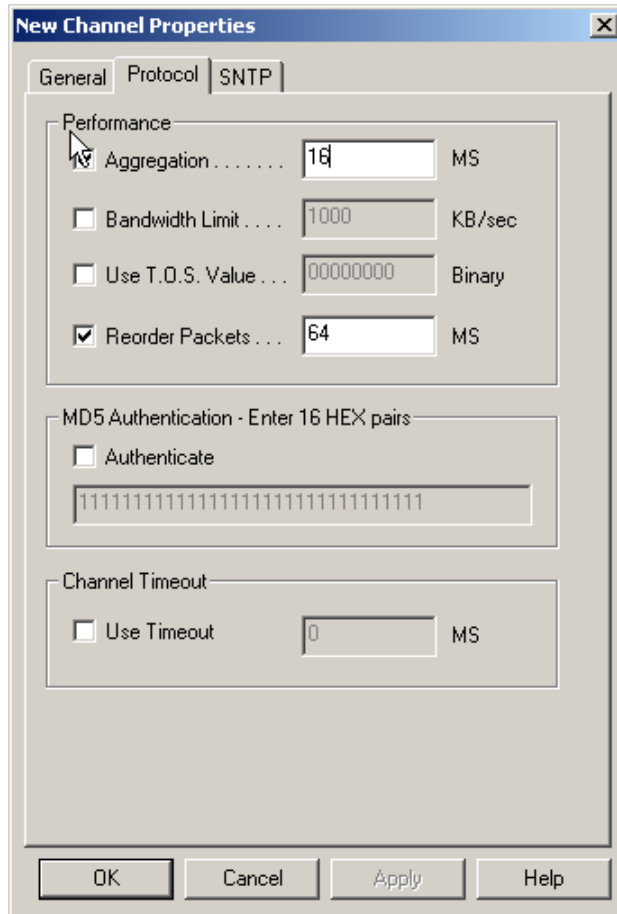 New Channel Properties
General Protocol SNTP
Performance
Aggregation ....... 16 MS
Bandwidth Limit .... 1000 KB/sec
Use T.O.S. Value ... 00000000 Binary
Reorder Packets ... 64 MS
MD5 Authentication - Enter 16 HEX pairs
Authenticate
11111111111111111111111111111111
Channel Timeout
Use Timeout 0 MS
OK Cancel Apply Help